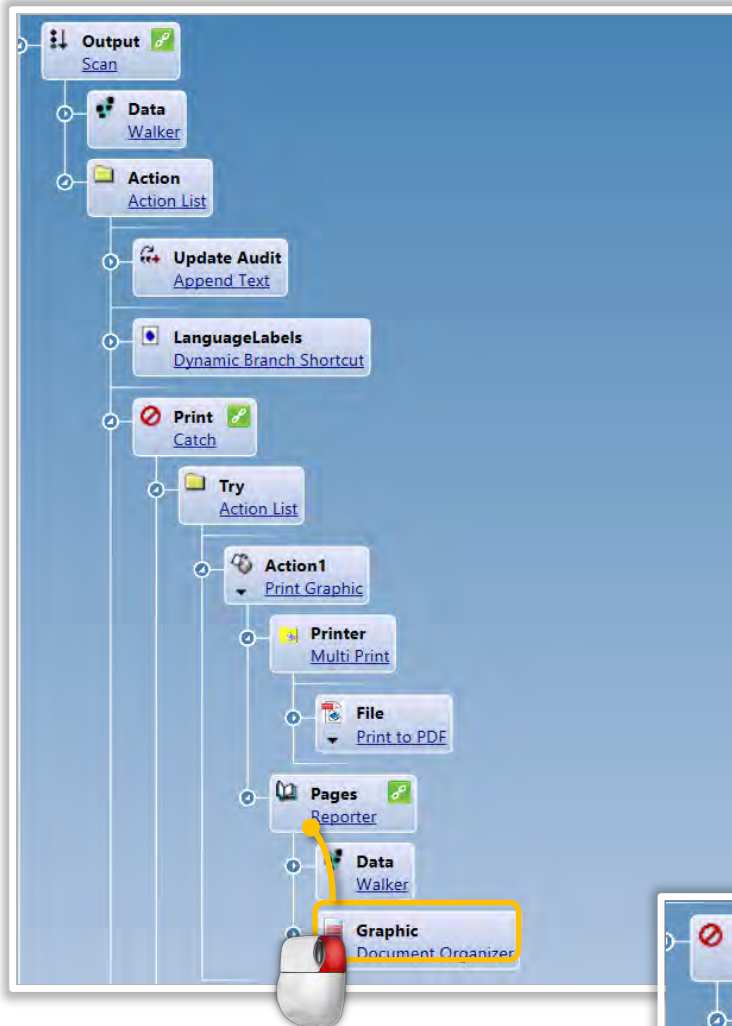 Output
Scan
Data
Walker
Action
Action List
Update Audit
Append Text
LanguageLabels
Dynamic Branch Shortcut
Print
Catch
Try
Action List
Action1
Print Graphic
Printer
Multi Print
File
Print to PDF
Pages
Reporter
Data
Walker
Graphic
Document Organizer